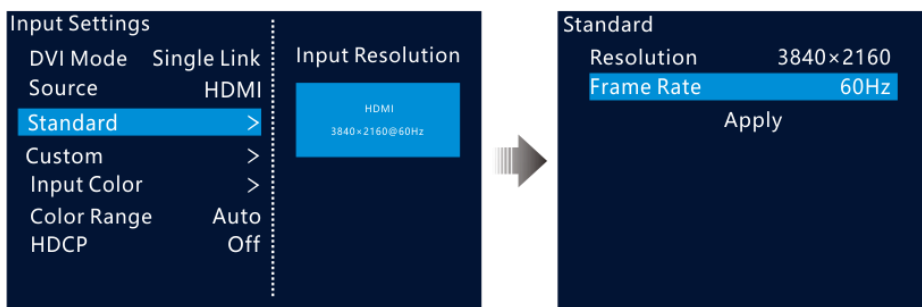 Input Settings
DVI Mode Single Link
Source HDMI
Standard >
Custom >
Input Color >
Color Range Auto
HDCP Off
Input Resolution
HDMI
3840×2160@60Hz
Standard
Resolution 3840×2160
Frame Rate 60Hz
Apply